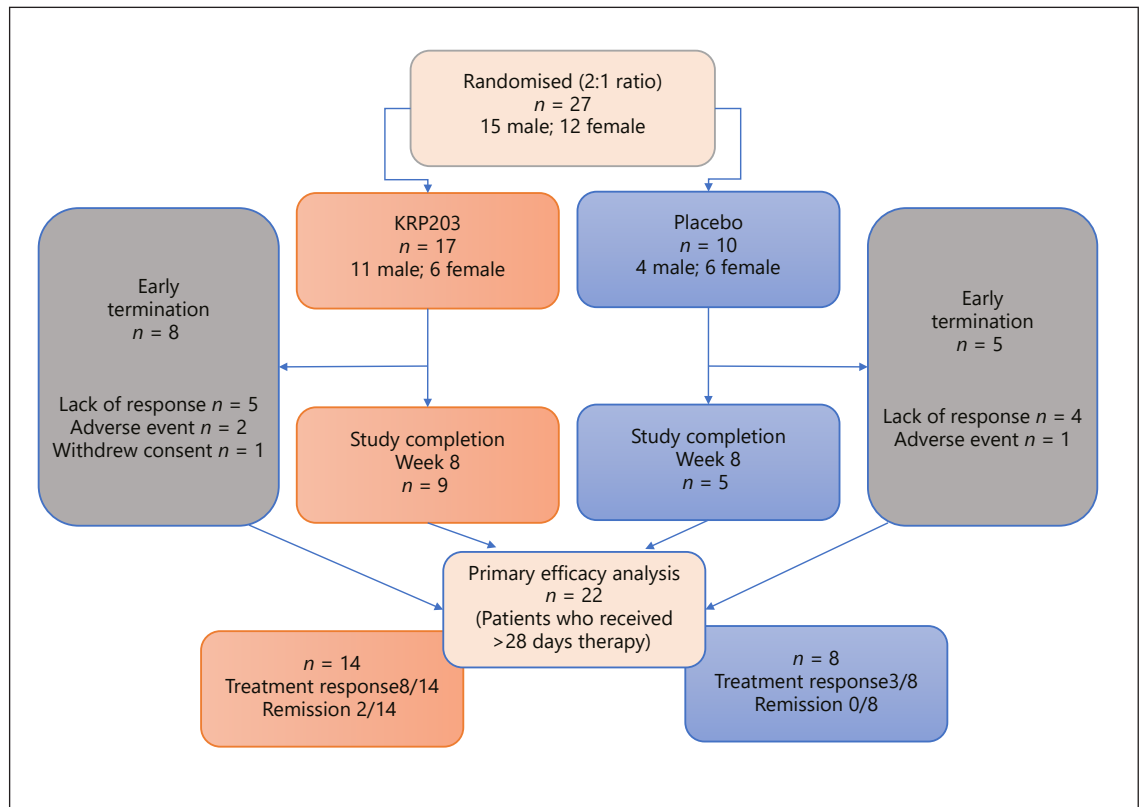 Randomised (2:1 ratio)
n = 27
15 male; 12 female
KRP203
n = 17
11 male; 6 female
Placebo
n = 10
4 male; 6 female
Early
termination
n = 8
Lack of response n = 5
Adverse event n = 2
Withdrew consent n = 1
Early
termination
n = 5
Lack of response n = 4
Adverse event n = 1
Study completion
Week 8
n = 9
Study completion
Week 8
n = 5
Primary efficacy analysis
n = 22
(Patients who received
>28 days therapy)
n = 14
Treatment response8/14
Remission 2/14
n = 8
Treatment response3/8
Remission 0/8